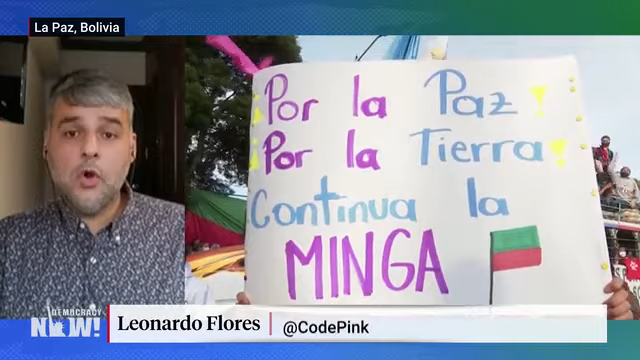 La Paz, Bolivia
¡Por la Paz!
¡Por la Tierra!
Continua la
MINGA
DEMOCRACY
NOW!
Leonardo Flores
@CodePink